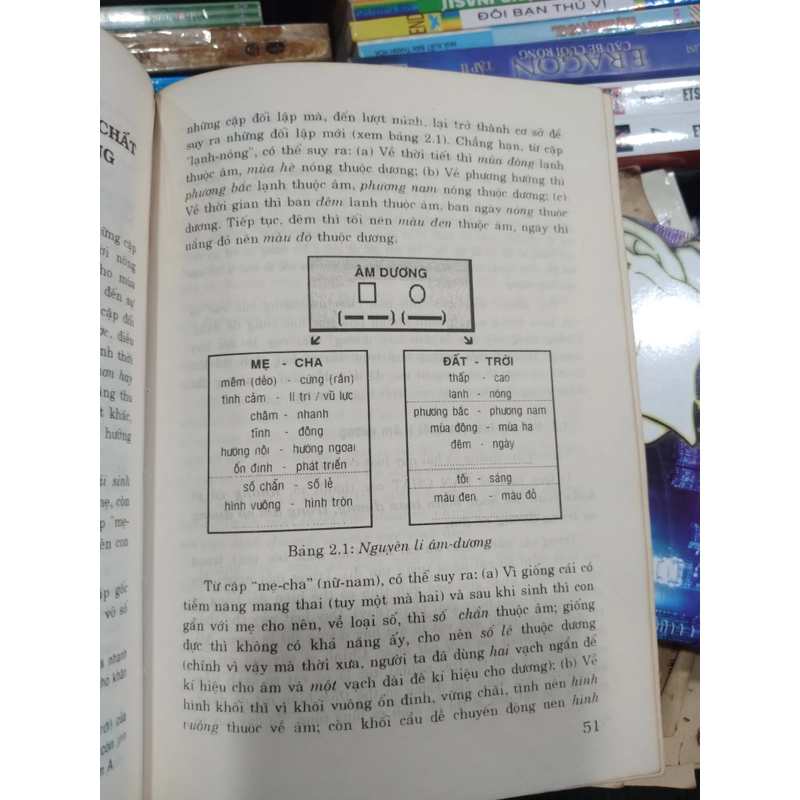 ĐÔI BẠN THÚ VỊ
ERAGON
CẬU BÉ CƯỠI RỒNG
TẬP II
ETS
CHẤT
NG
những cặp đối lập mà, đến lượt mình, lại trở thành cơ sở để
suy ra những đối lập mới (xem bảng 2.1). Chẳng hạn, từ cặp
"lạnh-nóng", có thể suy ra: (a) Về thời tiết thì mùa đông lạnh
thuộc âm, mùa hè nóng thuộc dương; (b) Về phương hướng thì
phương bắc lạnh thuộc âm, phương nam nóng thuộc dương; (c)
Về thời gian thì ban đêm lạnh thuộc âm, ban ngày nóng thuộc
dương. Tiếp tục, đêm thì tối nên màu đen thuộc âm, ngày thì
nắng đỏ nên màu đỏ thuộc dương.
ÂM DƯƠNG
MẸ - CHA
mềm (dẻo) - cứng (rắn)
tình cảm - lí trí / vũ lực
chậm - nhanh
tĩnh - động
hướng nội - hướng ngoại
ổn định - phát triển
số chẵn - số lẻ
hình vuông - hình tròn
ĐẤT - TRỜI
thấp - cao
lạnh - nóng
phương bắc - phương nam
mùa đông - mùa hạ
đêm - ngày
tối - sáng
màu đen - màu đỏ
Bảng 2.1: Nguyên lí âm-dương
Từ cặp "mẹ-cha" (nữ-nam), có thể suy ra: (a) Vì giống cái có
tiềm năng mang thai (tuy một mà hai) và sau khi sinh thì con
gắn với mẹ cho nên, về loại số, thì số chẵn thuộc âm; giống
đực thì không có khả năng ấy, cho nên số lẻ thuộc dương
(chính vì vậy mà thời xưa, người ta đã dùng hai vạch ngắn để
kí hiệu cho âm và một vạch dài để kí hiệu cho dương); (b) Về
hình khối thì vì khối vuông ổn định, vững chãi, tĩnh nên hình
vuông thuộc về âm; còn khối cầu dễ chuyển động nên hình
51